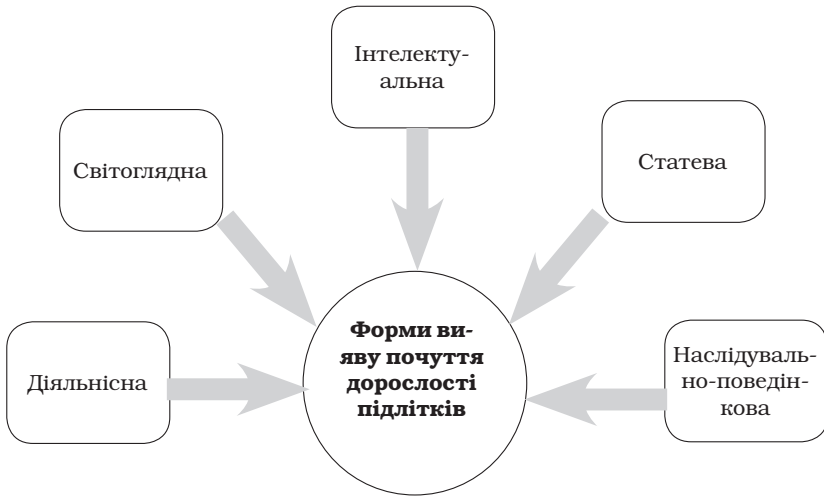 Інтелекту-
альна
Світоглядна
Статева
Форми ви-
яву почуття
дорослості
підлітків
Діяльнісна
Наслідуваль-
но-поведін-
кова